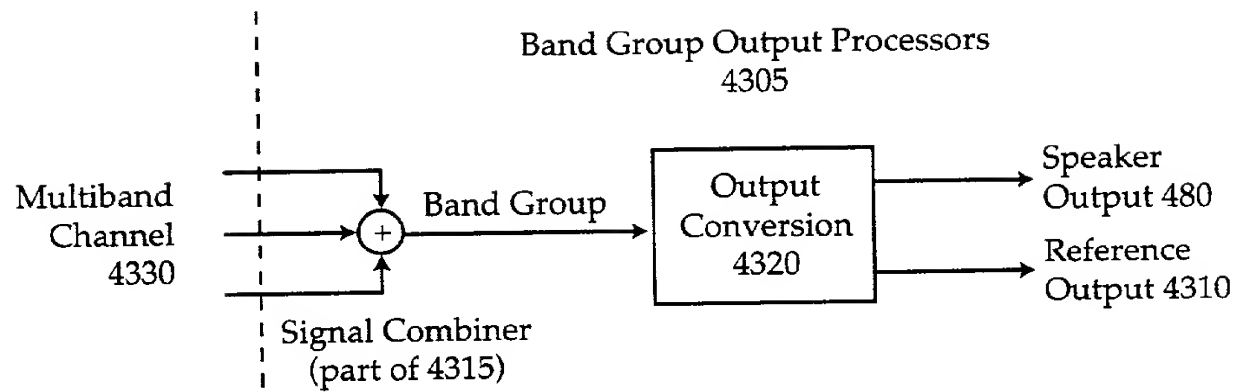 Band Group Output Processors
4305
Multiband
Channel
4330
+
Band Group
Output
Conversion
4320
Speaker
Output 480
Reference
Output 4310
Signal Combiner
(part of 4315)